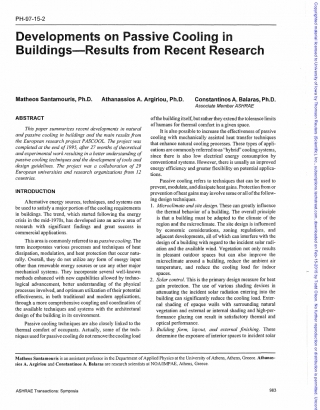 PH-97-15-2
Developments on Passive Cooling in
Buildings—Results from Recent Research
Matheos Santamouris, Ph.D.
Athanassios A. Argiriou, Ph.D.
Constantinos A. Balaras, Ph.D.
Associate Member ASHRAE
ABSTRACT
This paper summarizes recent developments in natural
and passive cooling in buildings and the main results from
the European research project PASCOOL. The project was
completed at the end of 1995, after 27 months of theoretical
and experimental work resulting in a better understanding of
passive cooling techniques and the development of tools and
design guidelines. The project was a collaboration of 29
European universities and research organizations from 12
countries.
INTRODUCTION
Alternative energy sources, techniques, and systems can
be used to satisfy a major portion of the cooling requirements
in buildings. The trend, which started following the energy
crisis in the mid-1970s, has developed into an active area of
research with significant findings and great success in
commercial applications.
This area is commonly referred to as passive cooling. The
term incorporates various processes and techniques of heat
dissipation, modulation, and heat protection that occur natu-
rally. Overall, they do not utilize any form of energy input
other than renewable energy sources or use any other major
mechanical systems. They incorporate several well-known
methods enhanced with new capabilities allowed by techno-
logical advancement, better understanding of the physical
processes involved, and optimum utilization of their potential
effectiveness, in both traditional and modern applications,
through a more comprehensive coupling and coordination of
the available techniques and systems with the architectural
design of the building in its environment.
Passive cooling techniques are also closely linked to the
thermal comfort of occupants. Actually, some of the tech-
niques used for passive cooling do not remove the cooling load
of the building itself, but rather they extend the tolerance limits
of humans for thermal comfort in a given space.
It is also possible to increase the effectiveness of passive
cooling with mechanically assisted heat transfer techniques
that enhance natural cooling processes. These types of appli-
cations are commonly referred to as "hybrid" cooling systems,
since there is also low electrical energy consumption by
conventional systems. However, there is usually an improved
energy efficiency and greater flexibility on potential applica-
tions.
Passive cooling refers to techniques that can be used to
prevent, modulate, and dissipate heat gains. Protection from or
prevention of heat gains may involve some or all of the follow-
ing design techniques:
1. Microclimate and site design. These can greatly influence
the thermal behavior of a building. The overall principle
is that a building must be adapted to the climate of the
region and the microclimate. The site design is influenced
by economic considerations, zoning regulations, and
adjacent developments, all of which can interfere with the
design of a building with regard to the incident solar radi-
ation and the available wind. Vegetation not only results
in pleasant outdoor spaces but can also improve the
microclimate around a building, reduce the ambient air
temperature, and reduce the cooling load for indoor
spaces.
2. Solar control. This is the primary design measure for heat
gain protection. The use of various shading devices is
attenuating the incident solar radiation entering into the
building can significantly reduce the cooling load. Exter-
nal shading of opaque walls with surrounding natural
vegetation and external or internal shading and high-per-
formance glazing can result in satisfactory thermal and
optical performance.
3. Building form, layout, and external finishing. These
determine the exposure of interior spaces to incident solar
Matheos Santamouris is an assistant professor in the Department of Applied Physics at the University of Athens, Athens, Greece. Athanas-
sios A. Argiriou and Constantinos A. Balaras are research scientists at NOA/IMPAE, Athens, Greece.
ASHRAE Transactions: Symposia
663